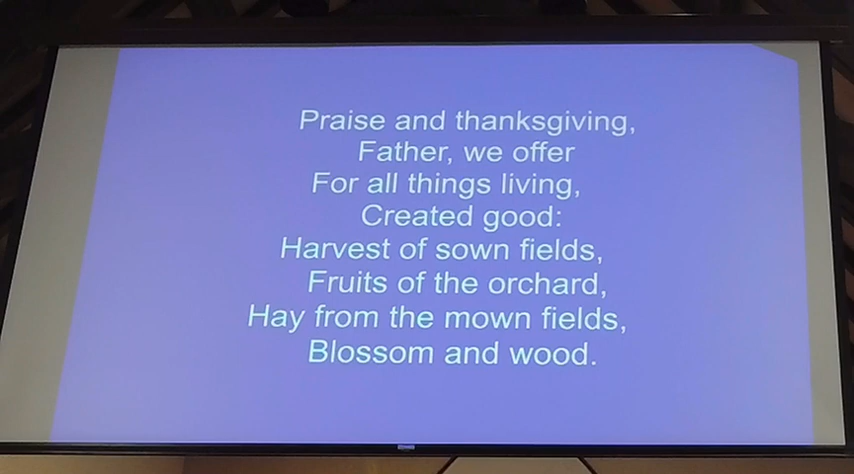 Praise and thanksgiving,
Father, we offer
For all things living,
Created good:
Harvest of sown fields,
Fruits of the orchard,
Hay from the mown fields,
Blossom and wood.